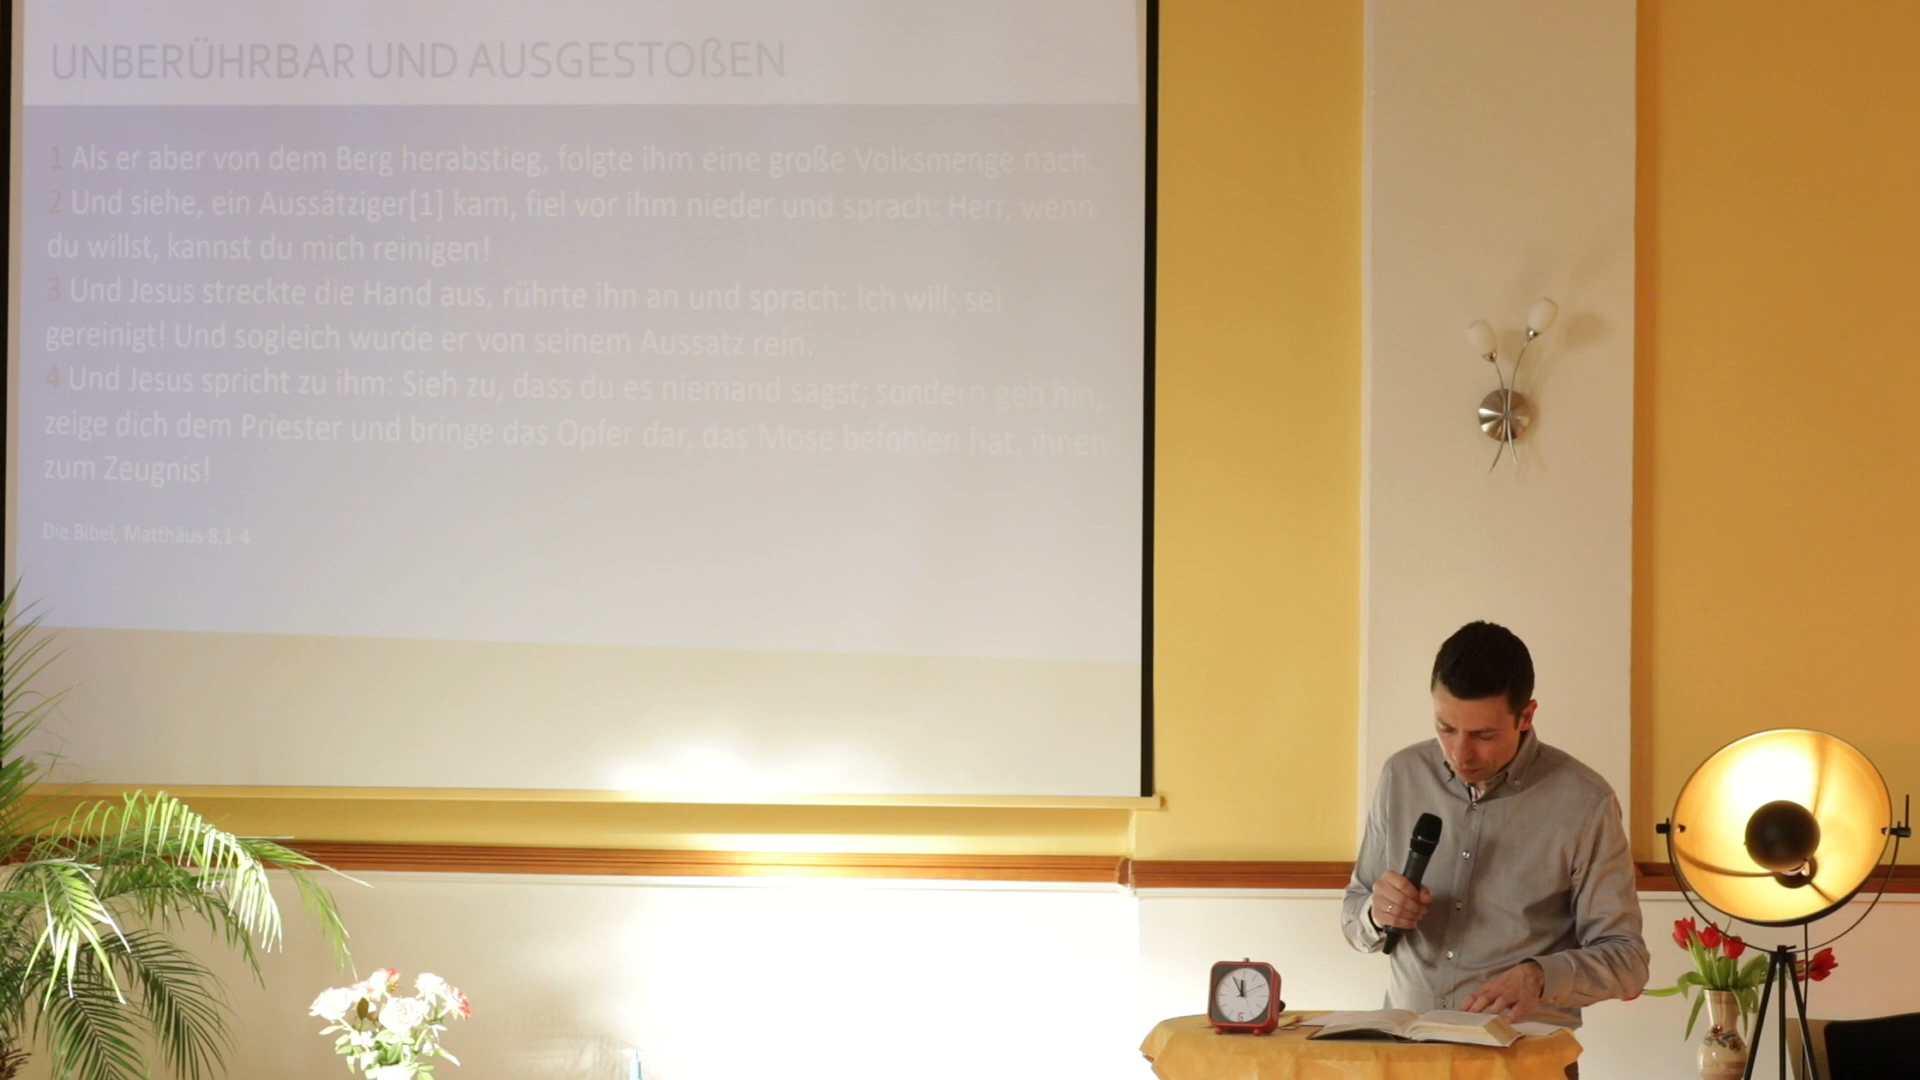 UNBERÜHRBAR UND AUSGESTOßEN
1 Als er aber von dem Berg herabstieg, folgte ihm eine große Volksmenge nach.
2 Und siehe, ein Aussätziger[1] kam, fiel vor ihm nieder und sprach: Herr, wenn
du willst, kannst du mich reinigen!
3 Und Jesus streckte die Hand aus, rührte ihn an und sprach: Ich will; sei
gereinigt! Und sogleich wurde er von seinem Aussatz rein.
4 Und Jesus spricht zu ihm: Sieh zu, dass du es niemand sagst; sondern geh hin,
zeige dich dem Priester und bringe das Opfer dar, das Mose befohlen hat, ihnen
zum Zeugnis!
Die Bibel, Matthäus 8,1-4